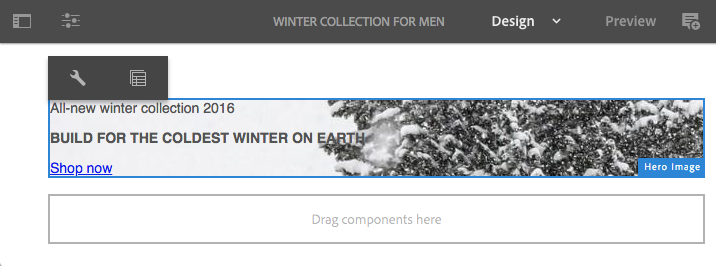 WINTER COLLECTION FOR MEN
Design
Preview
All-new winter collection 2016
BUILD FOR THE COLDEST WINTER ON EARTH
Shop now
Hero Image
Drag components here